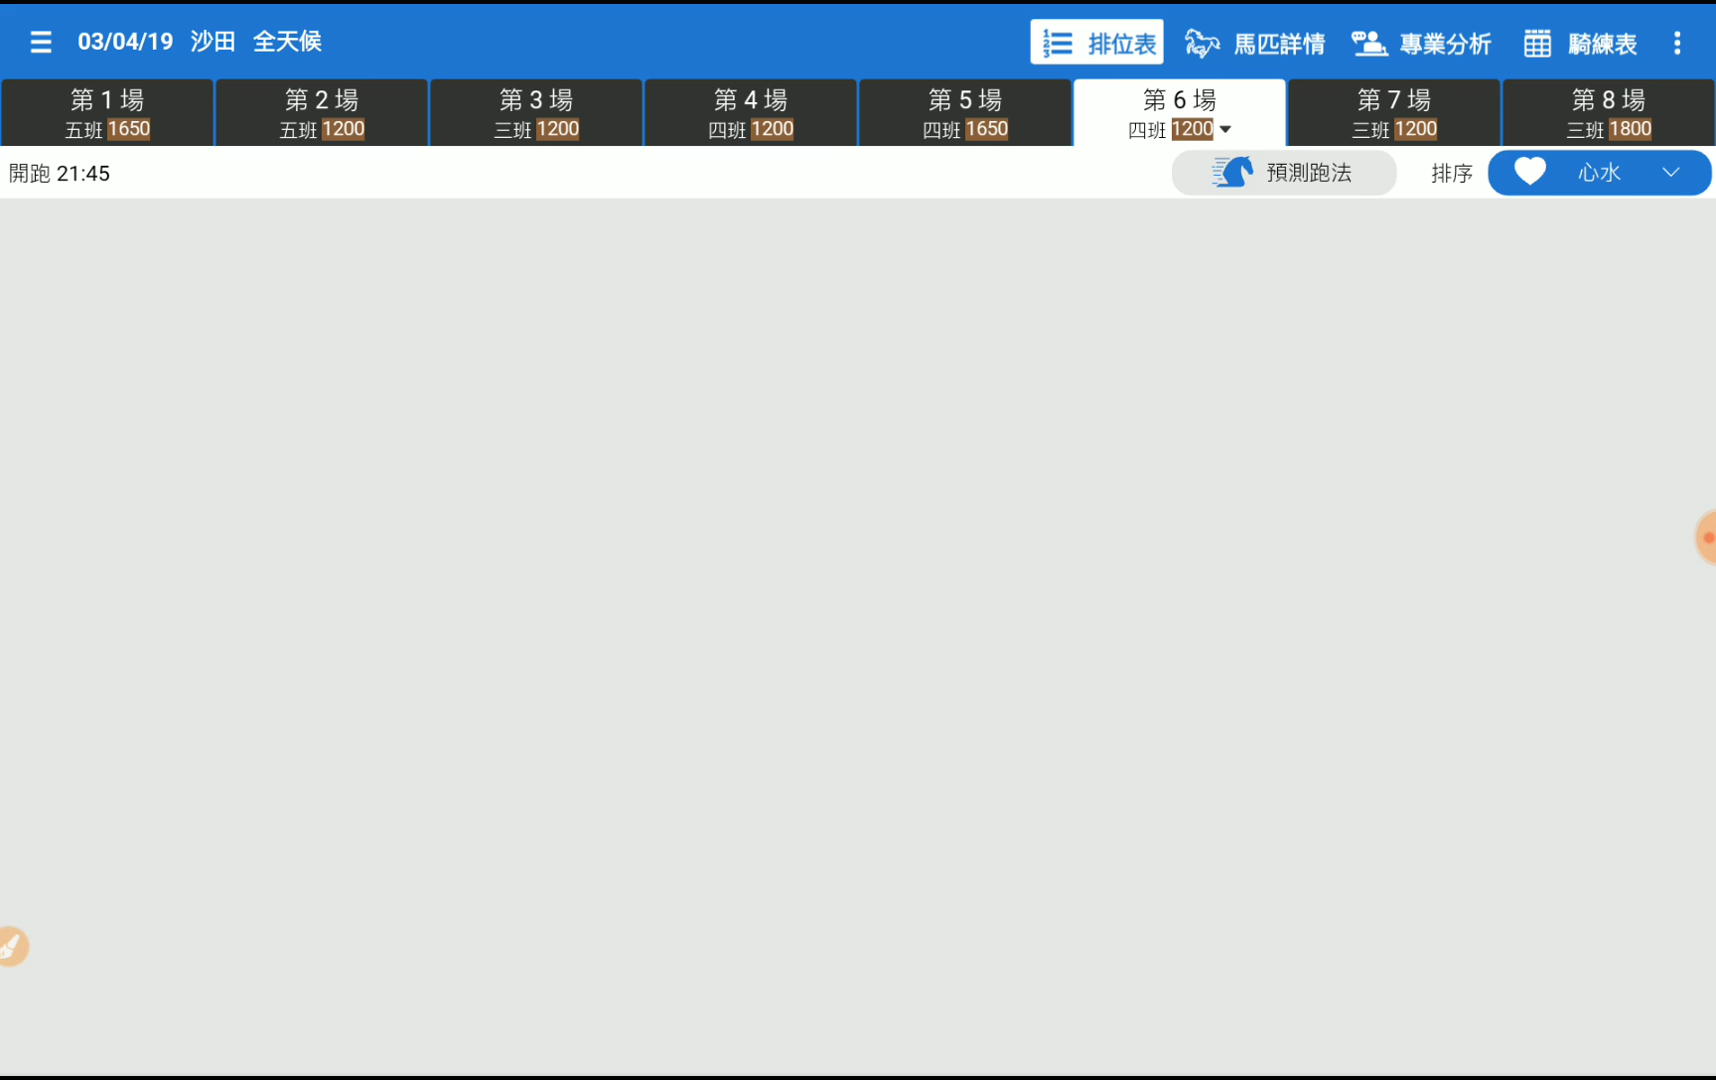 03/04/19 沙田 全天候
排位表 馬匹詳情 專業分析 騎練表
第 1 場 第 2 場 第 3 場 第 4 場 第 5 場 第 6 場 第 7 場 第 8 場
五班 1650 五班 1200 三班 1200 四班 1200 四班 1650 四班 1200 三班 1200 三班 1800
開跑 21:45 預測跑法 排序 心水